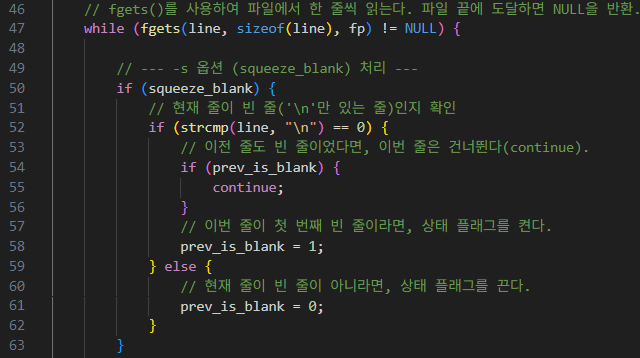 46 // fgets()를 사용하여 파일에서 한 줄씩 읽는다. 파일 끝에 도달하면 NULL을 반환.
47 while (fgets(line, sizeof(line), fp) != NULL) {
48
49 // --- -s 옵션 (squeeze_blank) 처리 ---
50 if (squeeze_blank) {
51 // 현재 줄이 빈 줄('\n'만 있는 줄)인지 확인
52 if (strcmp(line, "\n") == 0) {
53 // 이전 줄도 빈 줄이었다면, 이번 줄은 건너뛴다(continue).
54 if (prev_is_blank) {
55 continue;
56 }
57 // 이번 줄이 첫 번째 빈 줄이라면, 상태 플래그를 켠다.
58 prev_is_blank = 1;
59 } else {
60 // 현재 줄이 빈 줄이 아니라면, 상태 플래그를 끈다.
61 prev_is_blank = 0;
62 }
63 }